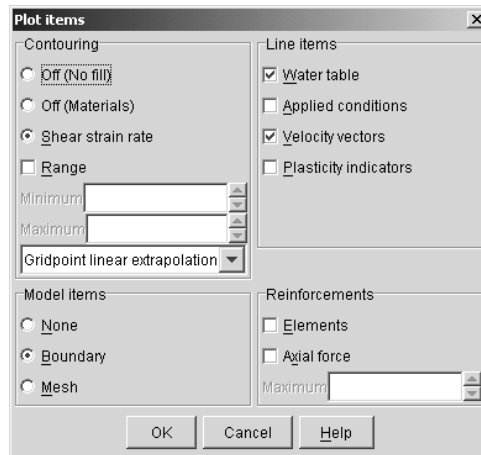 Plot items
Contouring
Off (No fill)
Off (Materials)
Shear strain rate
Range
Minimum
Maximum
Gridpoint linear extrapolation
Line items
Water table
Applied conditions
Velocity vectors
Plasticity indicators
Model items
None
Boundary
Mesh
Reinforcements
Elements
Axial force
Maximum
OK
Cancel
Help